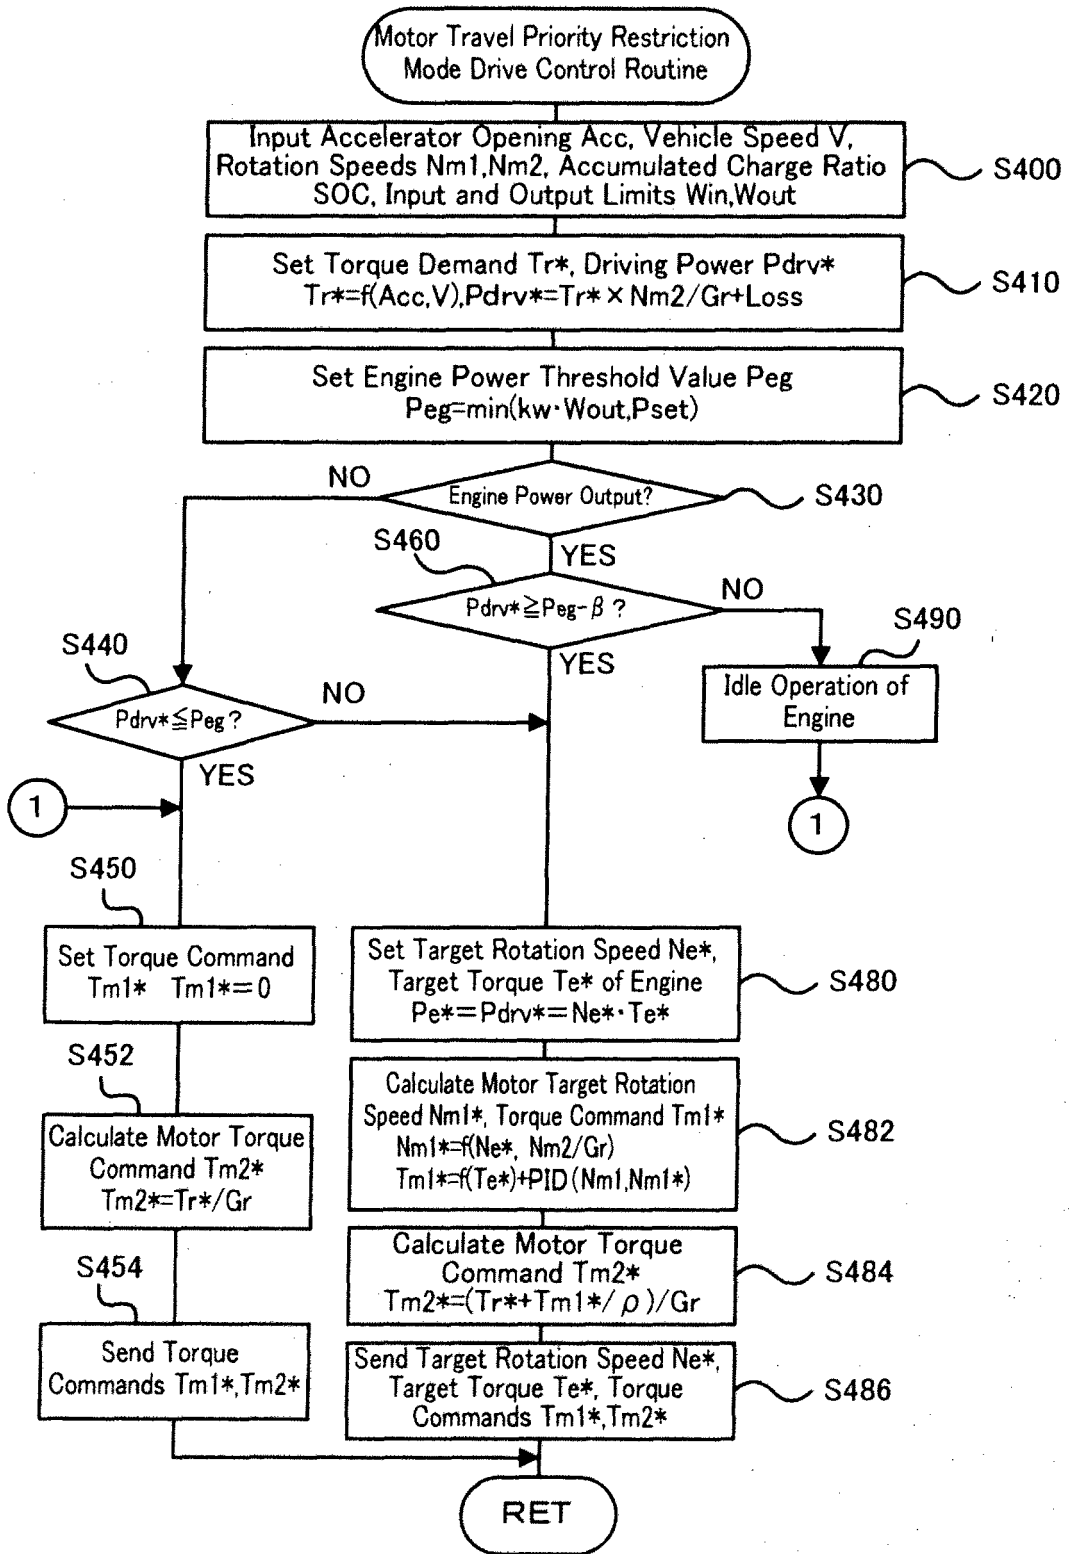 Motor Travel Priority Restriction
Mode Drive Control Routine
Input Accelerator Opening Acc, Vehicle Speed V,
Rotation Speeds Nm1,Nm2, Accumulated Charge Ratio
SOC, Input and Output Limits Win,Wout
S400
Set Torque Demand Tr*, Driving Power Pdrv*
Tr*=f(Acc,V),Pdrv*=Tr*×Nm2/Gr+Loss
S410
Set Engine Power Threshold Value Peg
Peg=min(kw·Wout,Pset)
S420
NO
Engine Power Output?
S430
S460
YES
Pdrv*≧Peg-β?
NO
S490
S440
YES
Idle Operation of
Engine
Pdrv*≦Peg?
NO
YES
1
1
S450
Set Torque Command
Tm1* Tm1*=0
Set Target Rotation Speed Ne*,
Target Torque Te* of Engine
Pe*=Pdrv*=Ne*·Te*
S480
S452
Calculate Motor Torque
Command Tm2*
Tm2*=Tr*/Gr
Calculate Motor Target Rotation
Speed Nm1*, Torque Command Tm1*
Nm1*=f(Ne*, Nm2/Gr)
Tm1*=f(Te*)+PID(Nm1,Nm1*)
S482
S454
Calculate Motor Torque
Command Tm2*
Tm2*=(Tr*+Tm1*/ρ)/Gr
S484
Send Torque
Commands Tm1*,Tm2*
Send Target Rotation Speed Ne*,
Target Torque Te*, Torque
Commands Tm1*,Tm2*
S486
RET